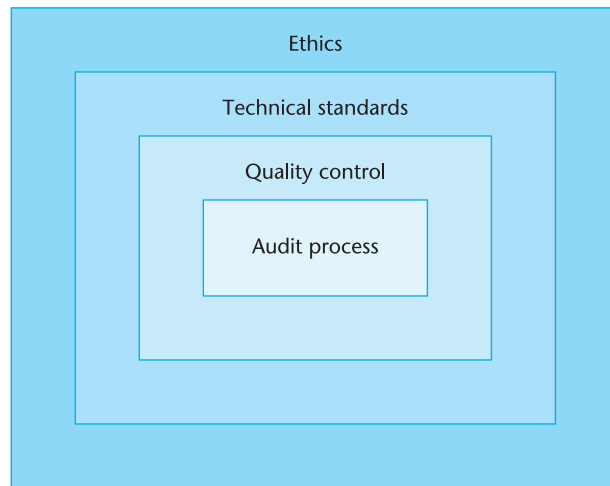 Ethics
Technical standards
Quality control
Audit process